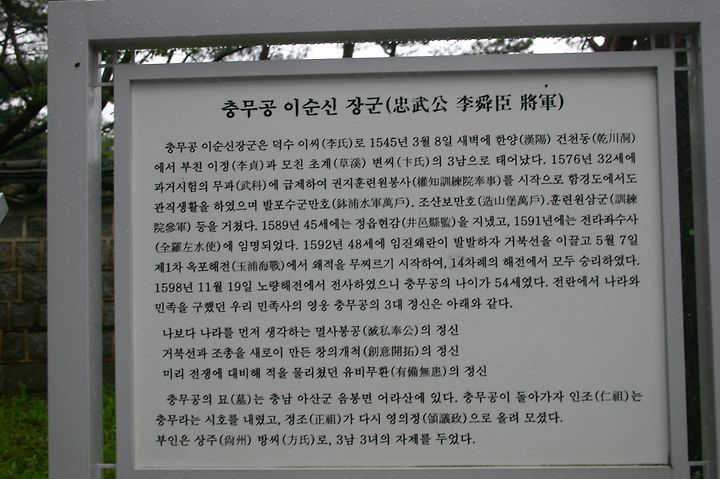 충무공 이순신 장군(忠武公 李舜臣 將軍)
충무공 이순신장군은 덕수 이씨(李氏)로 1545년 3월 8일 새벽에 한양(漢陽) 건천동(乾川洞)
에서 부친 이정(李貞)과 모친 초계(草溪) 변씨(卞氏)의 3남으로 태어났다. 1576년 32세에
과거시험의 무과(武科)에 급제하여 권지훈련원봉사(權知訓練院奉事)를 시작으로 함경도에서도
관직생활을 하였으며 발포수군만호(鉢浦水軍萬戶). 조산보만호(造山堡萬戶).훈련원삼군(訓練
院參軍) 등을 거쳤다. 1589년 45세에는 정읍현감(井邑縣監)을 지냈고, 1591년에는 전라좌수사
(全羅左水使)에 임명되었다. 1592년 48세에 임진왜란이 발발하자 거북선을 이끌고 5월 7일
제1차 옥포해전(玉浦海戰)에서 왜적을 무찌르기 시작하여, 14차례의 해전에서 모두 승리하였다.
1598년 11월 19일 노량해전에서 전사하였으니 충무공의 나이가 54세였다. 전란에서 나라와
민족을 구했던 우리 민족사의 영웅 충무공의 3대 정신은 아래와 같다.
나보다 나라를 먼저 생각하는 멸사봉공(滅私奉公)의 정신
거북선과 조총을 새로이 만든 창의개척(創意開拓)의 정신
미리 전쟁에 대비해 적을 물리쳤던 유비무환(有備無患)의 정신
충무공의 묘(墓)는 충남 아산군 음봉면 어라산에 있다. 충무공이 돌아가자 인조(仁祖)는
충무라는 시호를 내렸고, 정조(正祖)가 다시 영의정(領議政)으로 올려 모셨다.
부인은 상주(尙州) 방씨(方氏)로, 3남 3녀의 자제를 두었다.